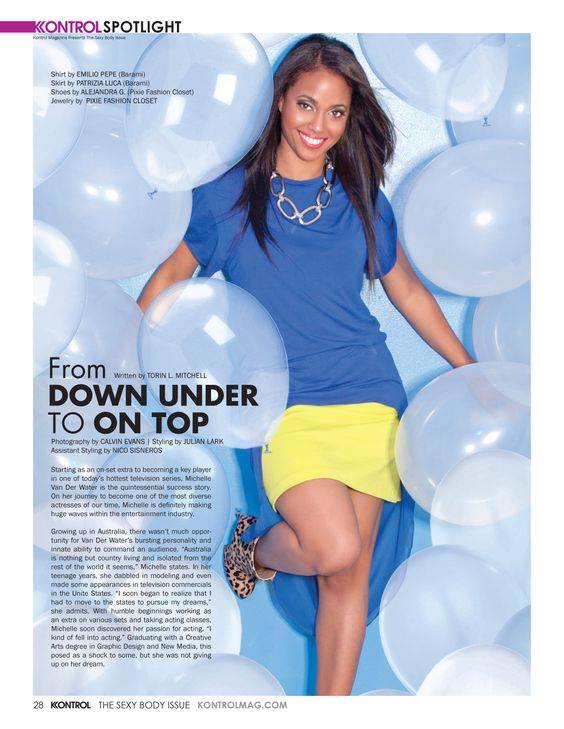 KONTROL SPOTLIGHT
Kontrol Magazine Presents The Sexy Body Issue
Shirt by EMILIO PEPE (Barami)
Skirt by PATRIZIA LUCA (Barami)
Shoes by ALEJANDRA G. (Pixie Fashion Closet)
Jewelry by PIXIE FASHION CLOSET
From
Written by TORIN L. MITCHELL
DOWN UNDER
TO ON TOP
Photography by CALVIN EVANS | Styling by JULIAN LARK
Assistant Styling by NICO SISNEROS
Starting as an on-set extra to becoming a key player
in one of today's hottest television series, Michelle
Van Der Water is the quintessential success story.
On her journey to become one of the most diverse
actresses of our time, Michelle is definitely making
huge waves within the entertainment industry.
Growing up in Australia, there wasn't much oppor-
tunity for Van Der Water's bursting personality and
innate ability to command an audience. "Australia
is nothing but country living and isolated from the
rest of the world it seems," Michelle states. In her
teenage years, she dabbled in modeling and even
made some appearances in television commercials
in the Unite States. "I soon began to realize that I
had to move to the states to pursue my dreams,"
she admits. With humble beginnings working as
an extra on various sets and taking acting classes,
Michelle soon discovered her passion for acting. "I
kind of fell into acting." Graduating with a Creative
Arts degree in Graphic Design and New Media, this
posed as a shock to some, but she was not giving
up on her dream.
28 KONTROL THE SEXY BODY ISSUE KONTROLMAG.COM